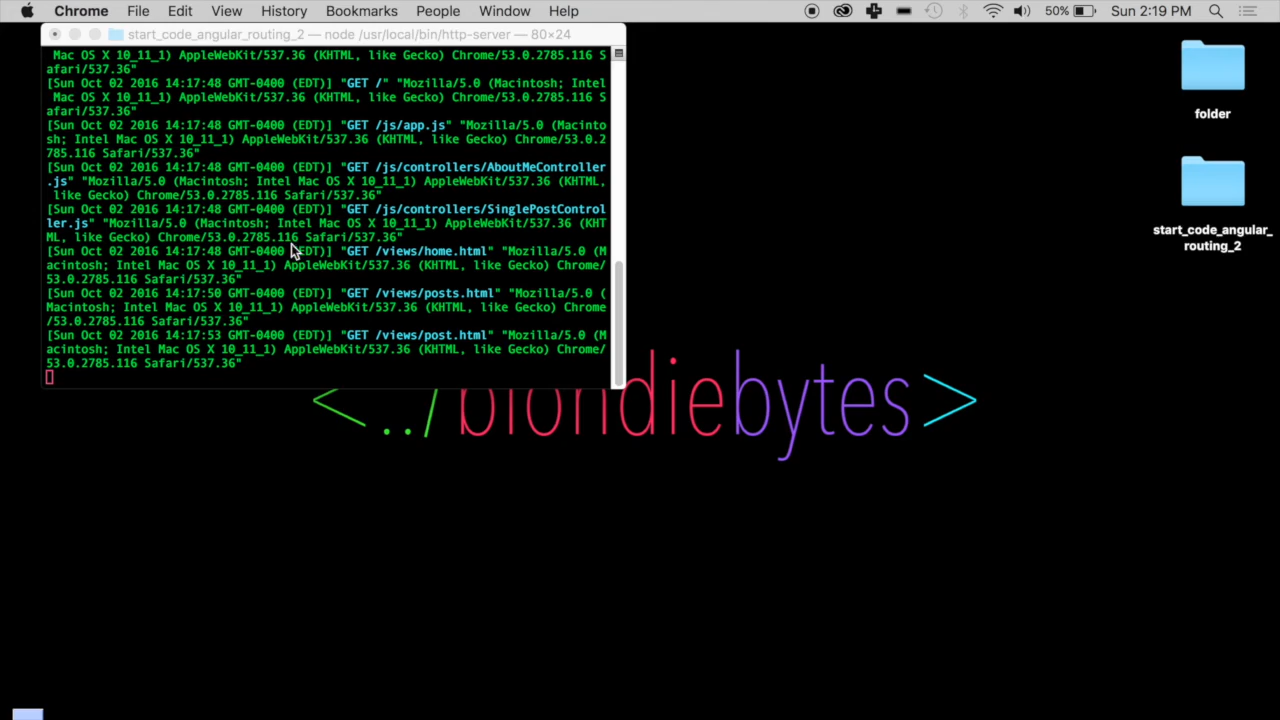 Chrome File Edit View History Bookmarks People Window Help 50% Sun 2:19 PM
start_code_angular_routing_2 — node /usr/local/bin/http-server — 80×24
Mac OS X 10_11_1) AppleWebKit/537.36 (KHTML, like Gecko) Chrome/53.0.2785.116 S
afari/537.36"
[Sun Oct 02 2016 14:17:48 GMT-0400 (EDT)] "GET /" "Mozilla/5.0 (Macintosh; Intel
Mac OS X 10_11_1) AppleWebKit/537.36 (KHTML, like Gecko) Chrome/53.0.2785.116 S
afari/537.36"
[Sun Oct 02 2016 14:17:48 GMT-0400 (EDT)] "GET /js/app.js" "Mozilla/5.0 (Macinto
sh; Intel Mac OS X 10_11_1) AppleWebKit/537.36 (KHTML, like Gecko) Chrome/53.0.2
785.116 Safari/537.36"
[Sun Oct 02 2016 14:17:48 GMT-0400 (EDT)] "GET /js/controllers/AboutMeController
.js" "Mozilla/5.0 (Macintosh; Intel Mac OS X 10_11_1) AppleWebKit/537.36 (KHTML,
like Gecko) Chrome/53.0.2785.116 Safari/537.36"
[Sun Oct 02 2016 14:17:48 GMT-0400 (EDT)] "GET /js/controllers/SinglePostControl
ler.js" "Mozilla/5.0 (Macintosh; Intel Mac OS X 10_11_1) AppleWebKit/537.36 (KHT
ML, like Gecko) Chrome/53.0.2785.116 Safari/537.36"
[Sun Oct 02 2016 14:17:48 GMT-0400 (EDT)] "GET /views/home.html" "Mozilla/5.0 (M
acintosh; Intel Mac OS X 10_11_1) AppleWebKit/537.36 (KHTML, like Gecko) Chrome/
53.0.2785.116 Safari/537.36"
[Sun Oct 02 2016 14:17:50 GMT-0400 (EDT)] "GET /views/posts.html" "Mozilla/5.0 (
Macintosh; Intel Mac OS X 10_11_1) AppleWebKit/537.36 (KHTML, like Gecko) Chrome
/53.0.2785.116 Safari/537.36"
[Sun Oct 02 2016 14:17:53 GMT-0400 (EDT)] "GET /views/post.html" "Mozilla/5.0 (M
acintosh; Intel Mac OS X 10_11_1) AppleWebKit/537.36 (KHTML, like Gecko) Chrome/
53.0.2785.116 Safari/537.36"
folder
start_code_angular_
routing_2
<../blondiebytes>